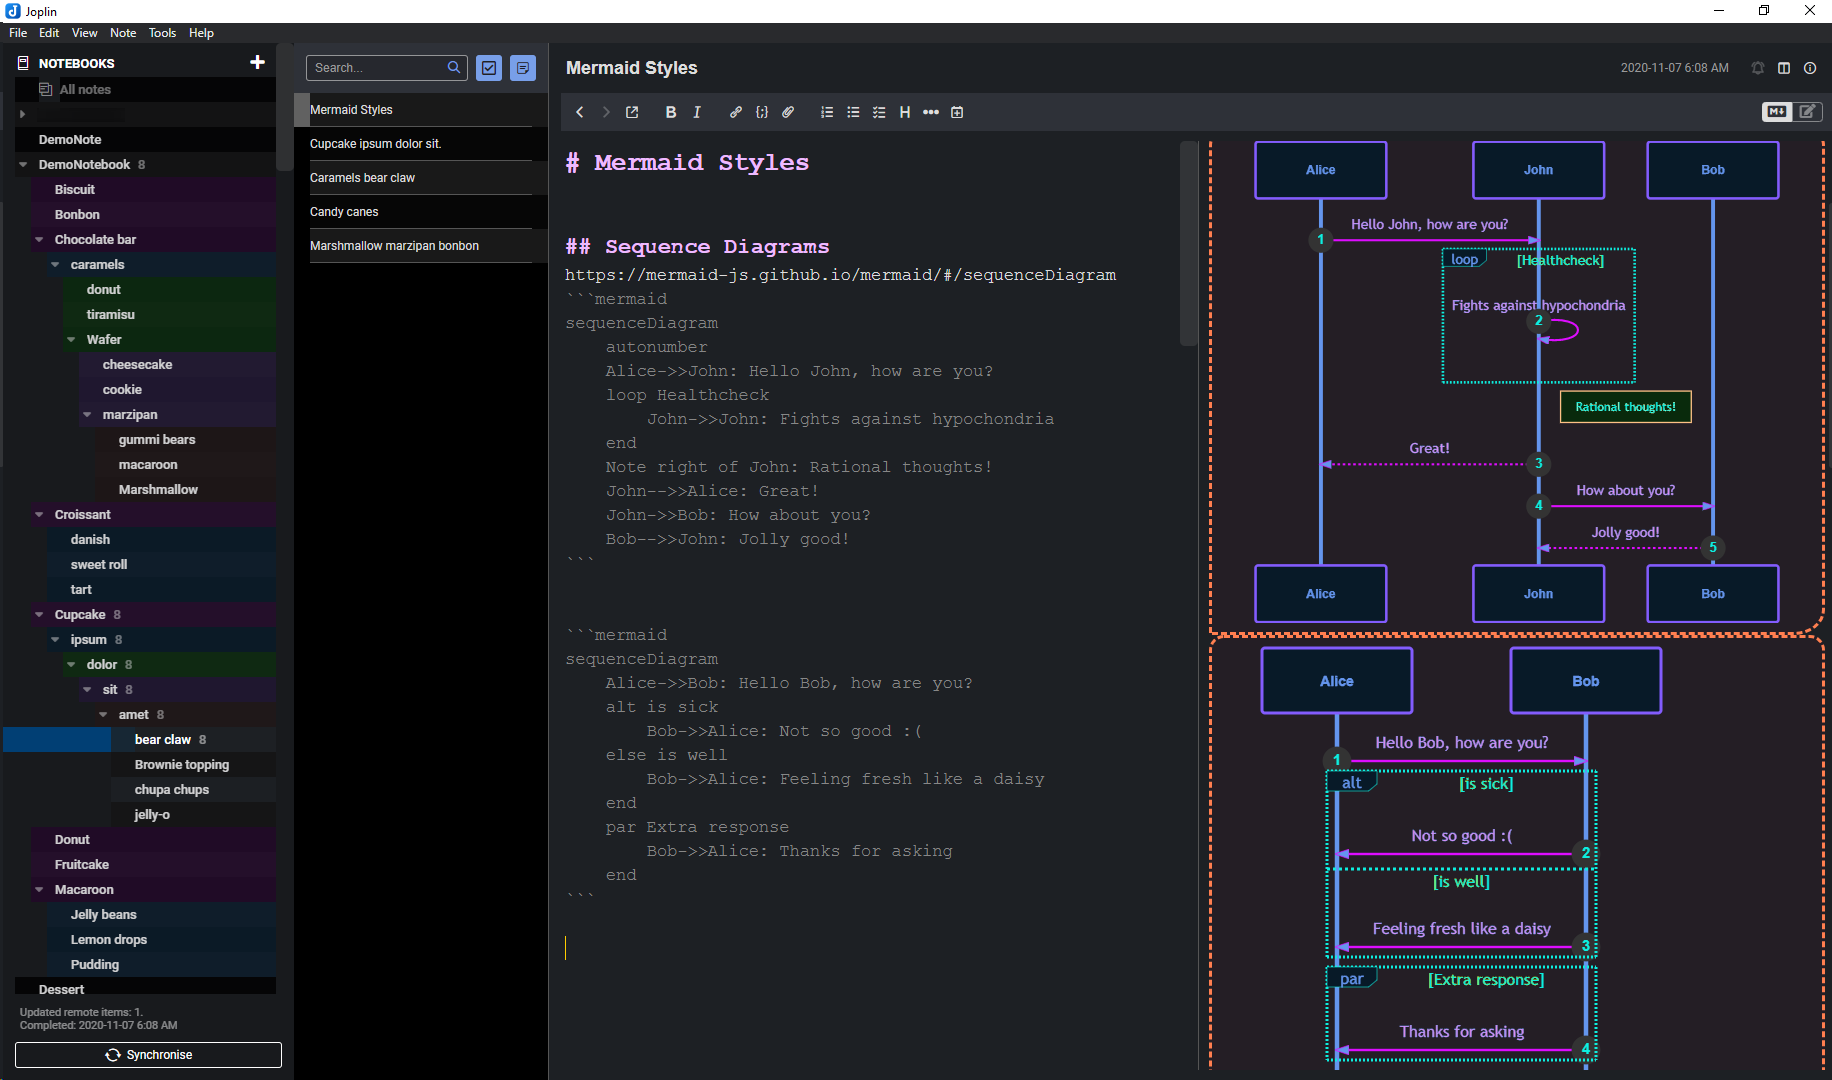 Joplin
File Edit View Note Tools Help
NOTEBOOKS
All notes
DemoNote
DemoNotebook 8
Biscuit
Bonbon
Chocolate bar
caramels
donut
tiramisu
Wafer
cheesecake
cookie
marzipan
gummi bears
macaroon
Marshmallow
Croissant
danish
sweet roll
tart
Cupcake 8
ipsum 8
dolor 8
sit 8
amet 8
bear claw 8
Brownie topping
chupa chups
jelly-o
Donut
Fruitcake
Macaroon
Jelly beans
Lemon drops
Pudding
Dessert
Updated remote items: 1.
Completed: 2020-11-07 6:08 AM
Synchronise
Search...
Mermaid Styles
Cupcake ipsum dolor sit.
Caramels bear claw
Candy canes
Marshmallow marzipan bonbon
Mermaid Styles
2020-11-07 6:08 AM
B I {;} H
M
# Mermaid Styles
## Sequence Diagrams
https://mermaid-js.github.io/mermaid/#/sequenceDiagram
```mermaid
sequenceDiagram
autonumber
Alice->>John: Hello John, how are you?
loop Healthcheck
John->>John: Fights against hypochondria
end
Note right of John: Rational thoughts!
John-->>Alice: Great!
John->>Bob: How about you?
Bob-->>John: Jolly good!
```
```mermaid
sequenceDiagram
Alice->>Bob: Hello Bob, how are you?
alt is sick
Bob->>Alice: Not so good :(
else is well
Bob->>Alice: Feeling fresh like a daisy
end
par Extra response
Bob->>Alice: Thanks for asking
end
```
Alice John Bob
Hello John, how are you?
1
loop [Healthcheck]
Fights against hypochondria
2
Rational thoughts!
Great!
3
How about you?
4
Jolly good!
5
Alice John Bob
Alice Bob
Hello Bob, how are you?
1
alt [is sick]
Not so good :(
2
[is well]
Feeling fresh like a daisy
3
par [Extra response]
Thanks for asking
4